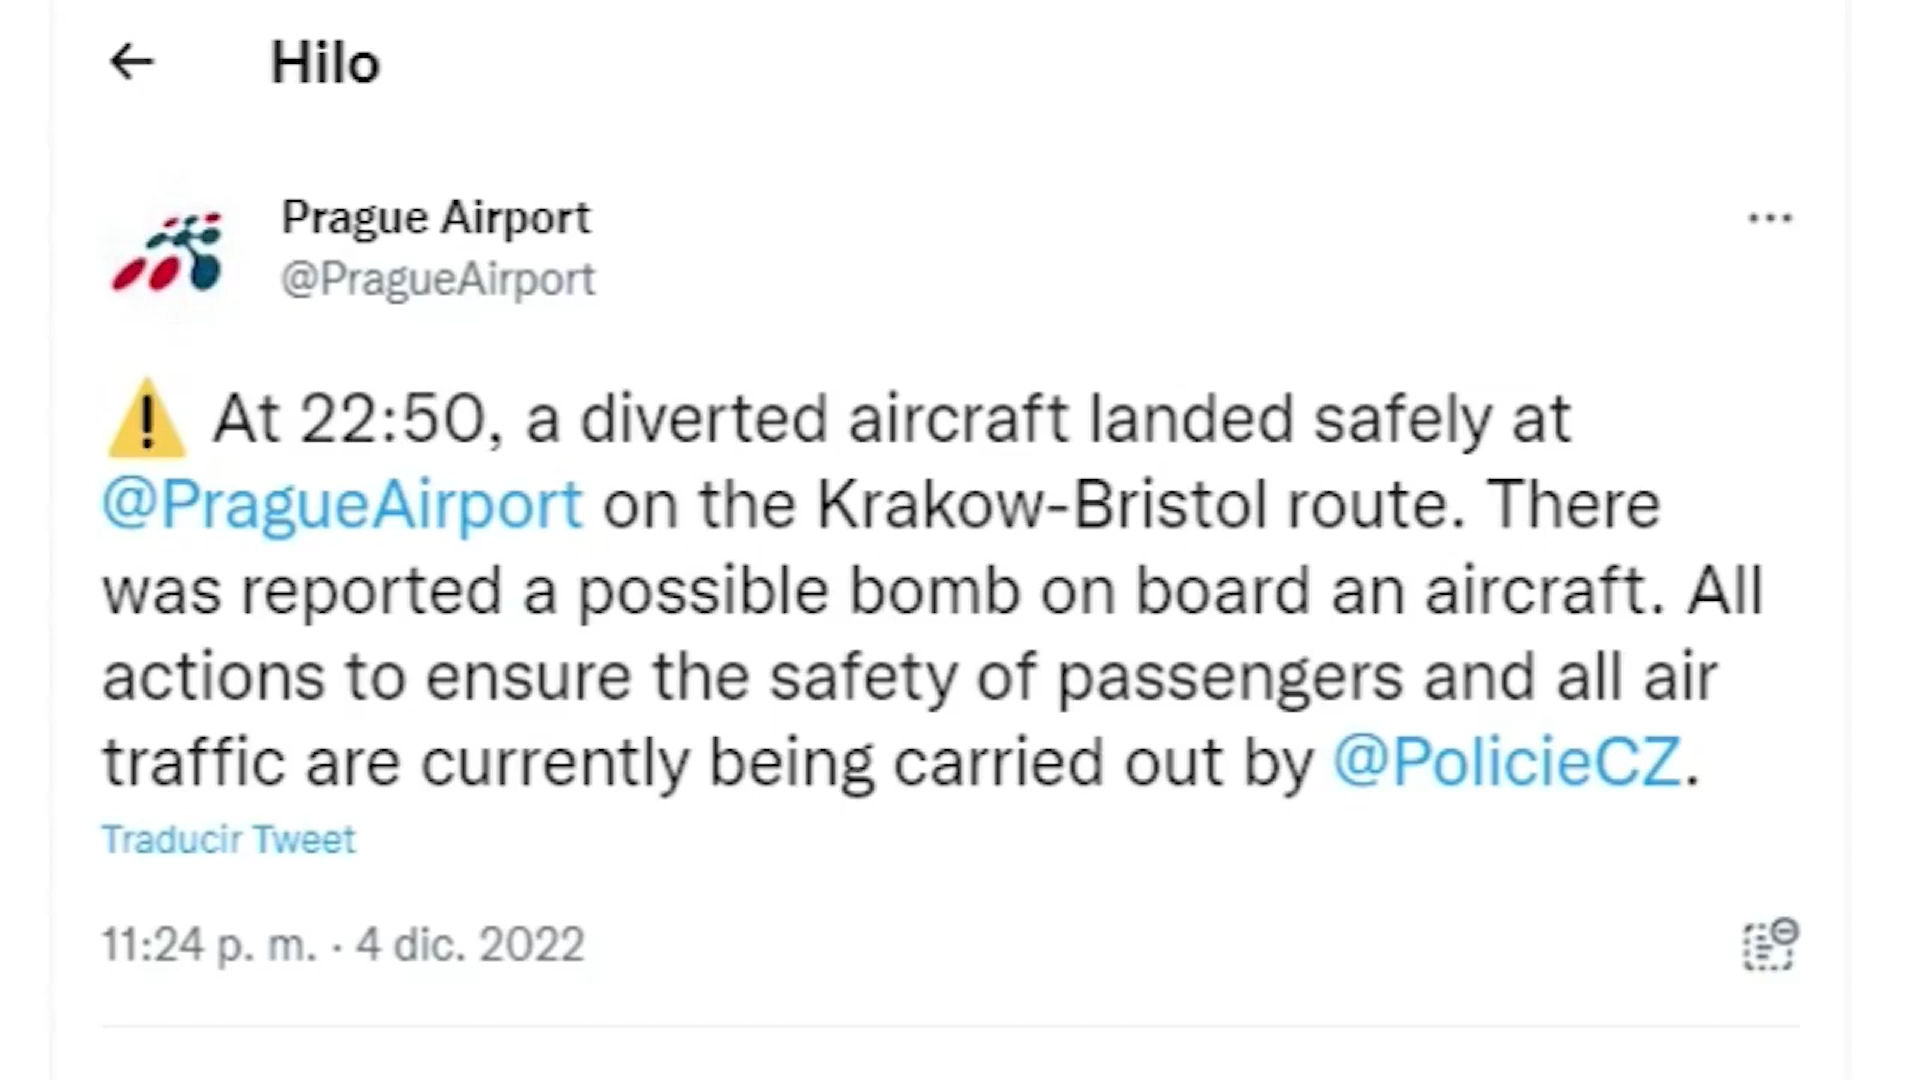 Hilo
Prague Airport
@PragueAirport
⚠️ At 22:50, a diverted aircraft landed safely at
@PragueAirport on the Krakow-Bristol route. There
was reported a possible bomb on board an aircraft. All
actions to ensure the safety of passengers and all air
traffic are currently being carried out by @PolicieCZ.
Traducir Tweet
11:24 p. m. · 4 dic. 2022